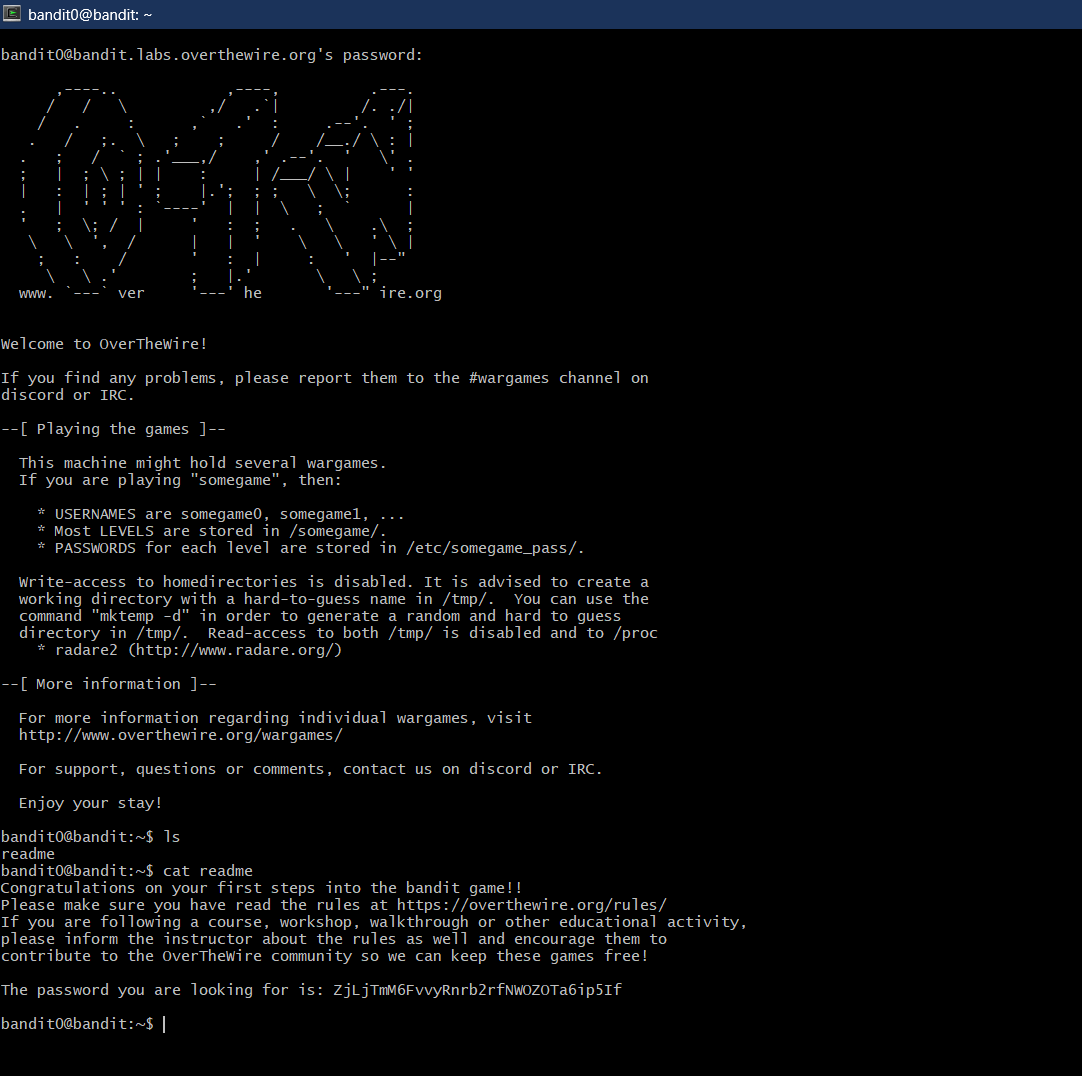 bandit0@bandit: ~
bandit0@bandit.labs.overthewire.org's password:
      ,----..            ,----,          .---.
     /   /   \         ,/   .`|         /. ./|
    /   .     :      ,`   .'  :     .--'.  ' ;
   .   /   ;.  \   ;    ;     /    /__./ \ : |
  .   ;   /  ` ; .'___,/    ,' .--'.  '   \' .
  ;   |  ; \ ; | |    :     | /___/ \ |    ' '
  |   :  | ; | ' ;    |.';  ; ;   \  \;      :
  .   |  ' ' ' : `----'  |  |  \   ;  `      |
  '   ;  \; /  |     '   :  ;   .   \    .\  ;
   \   \  ',  /      |   |  '    \   \   ' \ |
    ;   :    /       '   :  |     :   '  |--"
     \   \ .'        ;   |.'       \   \ ;
  www. `---` ver     '---' he       '---" ire.org
Welcome to OverTheWire!
If you find any problems, please report them to the #wargames channel on
discord or IRC.
--[ Playing the games ]--
  This machine might hold several wargames.
  If you are playing "somegame", then:
    * USERNAMES are somegame0, somegame1, ...
    * Most LEVELS are stored in /somegame/.
    * PASSWORDS for each level are stored in /etc/somegame_pass/.
  Write-access to homedirectories is disabled. It is advised to create a
  working directory with a hard-to-guess name in /tmp/.  You can use the
  command "mktemp -d" in order to generate a random and hard to guess
  directory in /tmp/.  Read-access to both /tmp/ is disabled and to /proc
    * radare2 (http://www.radare.org/)
--[ More information ]--
  For more information regarding individual wargames, visit
  http://www.overthewire.org/wargames/
  For support, questions or comments, contact us on discord or IRC.
  Enjoy your stay!
bandit0@bandit:~$ ls
readme
bandit0@bandit:~$ cat readme
Congratulations on your first steps into the bandit game!!
Please make sure you have read the rules at https://overthewire.org/rules/
If you are following a course, workshop, walkthrough or other educational activity,
please inform the instructor about the rules as well and encourage them to
contribute to the OverTheWire community so we can keep these games free!
The password you are looking for is: ZjLjTmM6FvvyRnrb2rfNWOZOTa6ip5If
bandit0@bandit:~$